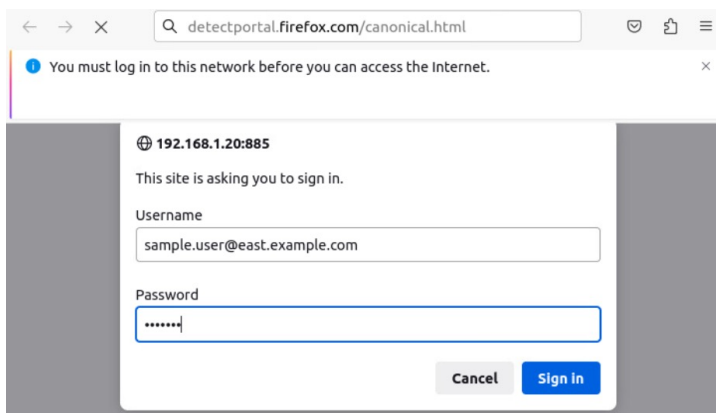 detectportal.firefox.com/canonical.html
You must log in to this network before you can access the Internet.
192.168.1.20:885
This site is asking you to sign in.
Username
sample.user@east.example.com
Password
•••••••
Cancel Sign in